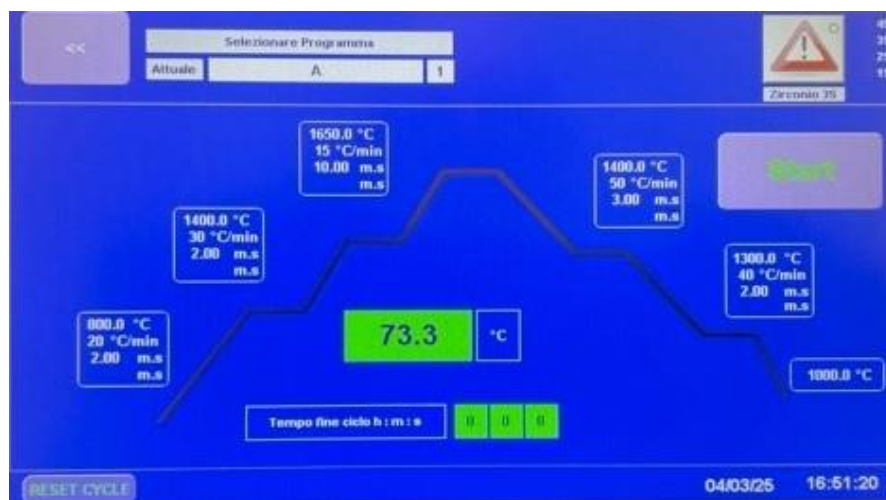 <<
Selezionare Programma
Attuale A 1
Zirconio 3S
1650.0 °C
15 °C/min
10.00 m.s
m.s
1400.0 °C
30 °C/min
2.00 m.s
m.s
800.0 °C
20 °C/min
2.00 m.s
m.s
1400.0 °C
50 °C/min
3.00 m.s
m.s
Start
1300.0 °C
40 °C/min
2.00 m.s
m.s
73.3 °C
1000.0 °C
Tempo fine ciclo h : m : s 0 0 0
RESET CYCLE
04/03/25 16:51:20